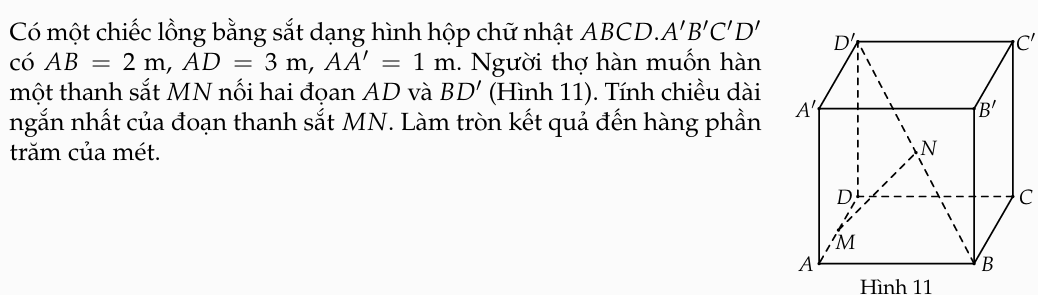 Có một chiếc lồng bằng sắt dạng hình hộp chữ nhật ABCD.A′B′C′D′
có AB = 2 m, AD = 3 m, AA′ = 1 m. Người thợ hàn muốn hàn
một thanh sắt MN nối hai đọan AD và BD′ (Hình 11). Tính chiều dài
ngắn nhất của đoạn thanh sắt MN. Làm tròn kết quả đến hàng phần
trăm của mét.
D′
C′
A′
B′
N
D
C
M
A
B
Hình 11